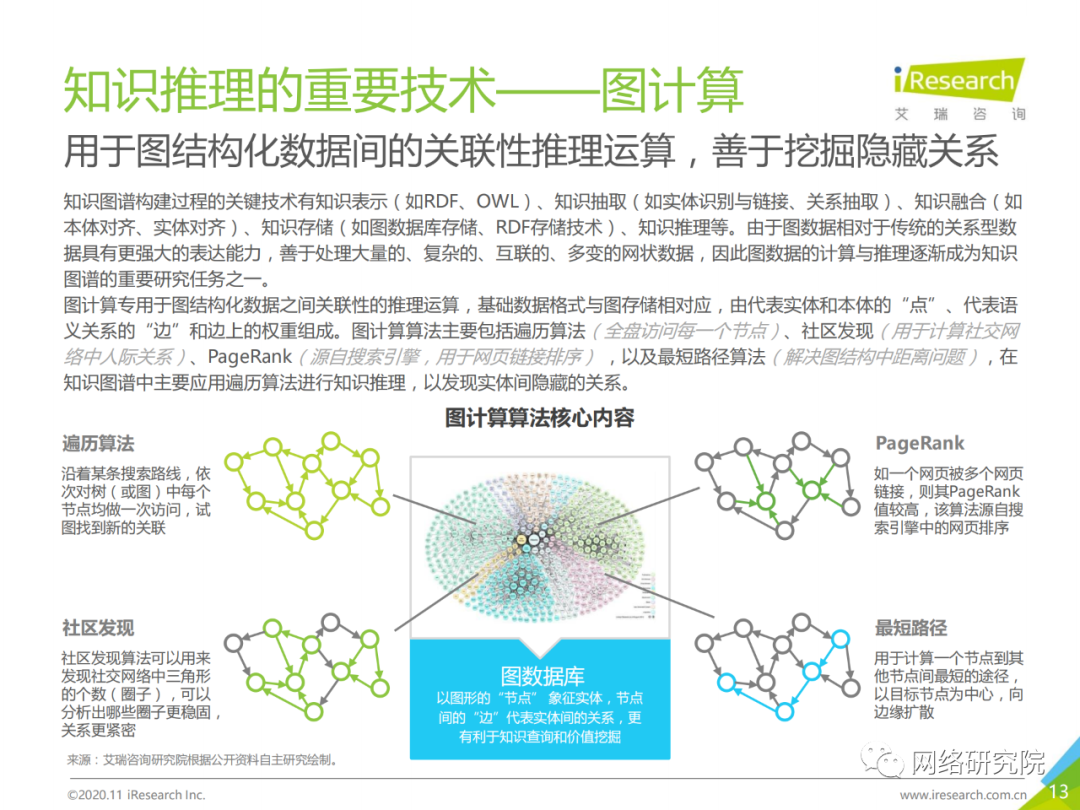 知识推理的重要技术——图计算
iResearch
艾瑞咨询
用于图结构化数据间的关联性推理运算，善于挖掘隐藏关系
知识图谱构建过程的关键技术有知识表示（如RDF、OWL）、知识抽取（如实体识别与链接、关系抽取）、知识融合（如
本体对齐、实体对齐）、知识存储（如图数据库存储、RDF存储技术）、知识推理等。由于图数据相对于传统的关系型数
据具有更强大的表达能力，善于处理大量的、复杂的、互联的、多变的网状数据，因此图数据的计算与推理逐渐成为知识
图谱的重要研究任务之一。
图计算专用于图结构化数据之间关联性的推理运算，基础数据格式与图存储相对应，由代表实体和本体的“点”、代表语
义关系的“边”和边上的权重组成。图计算算法主要包括遍历算法（全盘访问每一个节点）、社区发现（用于计算社交网
络中人际关系）、PageRank（源自搜索引擎，用于网页链接排序），以及最短路径算法（解决图结构中距离问题），在
知识图谱中主要应用遍历算法进行知识推理，以发现实体间隐藏的关系。
图计算算法核心内容
遍历算法
沿着某条搜索路线，依
次对树（或图）中每个
节点均做一次访问，试
图找到新的关联
PageRank
如一个网页被多个网页
链接，则其PageRank
值较高，该算法源自搜
索引擎中的网页排序
社区发现
社区发现算法可以用来
发现社交网络中三角形
的个数（圈子），可以
分析出哪些圈子更稳固，
关系更紧密
图数据库
以图形的“节点” 象征实体，节点
间的“边”代表实体间的关系，更
有利于知识查询和价值挖掘
最短路径
用于计算一个节点到其
他节点间最短的途径，
以目标节点为中心，向
边缘扩散
来源：艾瑞咨询研究院根据公开资料自主研究绘制。
网络研究院
©2020.11 iResearch Inc.
www.iresearch.com.cn
13